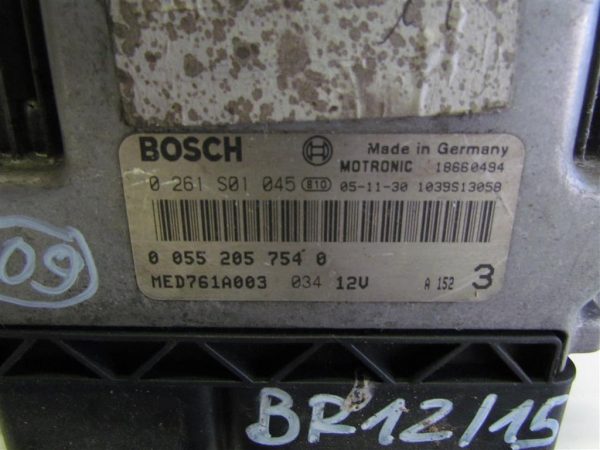 BOSCH Made in Germany
MOTRONIC 18660494
0 261 S01 045 810 05-11-30 1039S13058
0 055 205 754 0
MED761A003 034 12V A 152 3
09
BR12/15